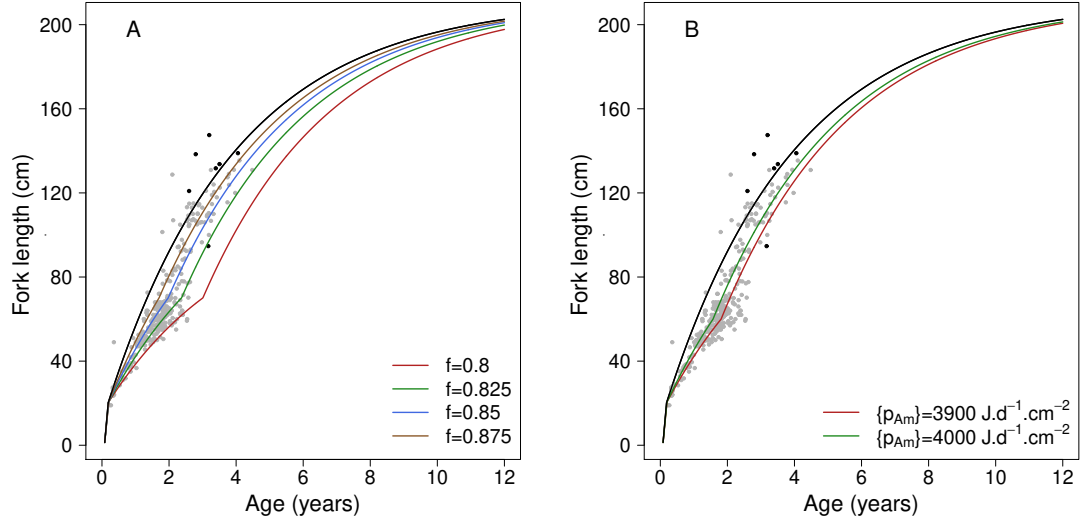 A
200
160
120
80
40
0
Fork length (cm)
f=0.8
f=0.825
f=0.85
f=0.875
0 2 4 6 8 10 12
Age (years)
B
200
160
120
80
40
0
Fork length (cm)
{p_Am}=3900 J.d⁻¹.cm⁻²
{p_Am}=4000 J.d⁻¹.cm⁻²
0 2 4 6 8 10 12
Age (years)